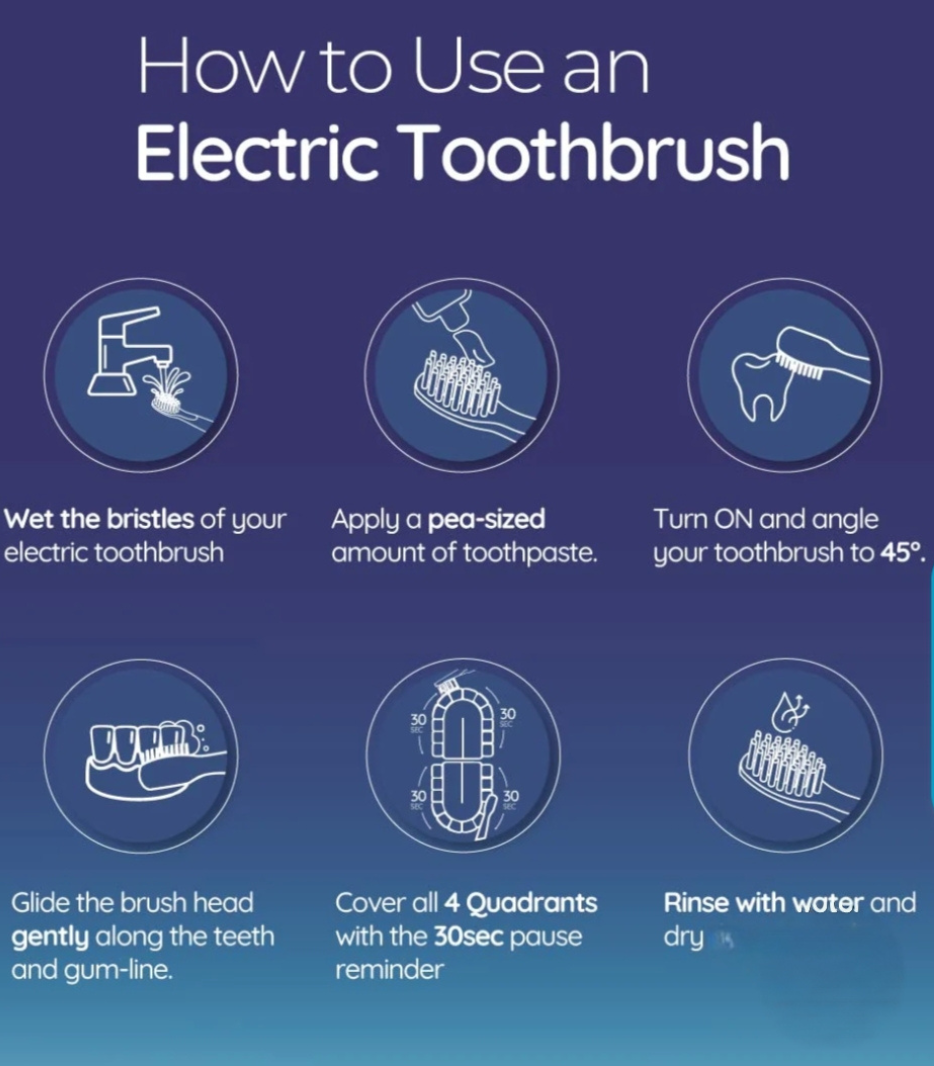 How to Use an
Electric Toothbrush
Wet the bristles of your
electric toothbrush
Apply a pea-sized
amount of toothpaste.
Turn ON and angle
your toothbrush to 45°.
30
SEC
30
SEC
30
SEC
30
SEC
Glide the brush head
gently along the teeth
and gum-line.
Cover all 4 Quadrants
with the 30sec pause
reminder
Rinse with water and
dry